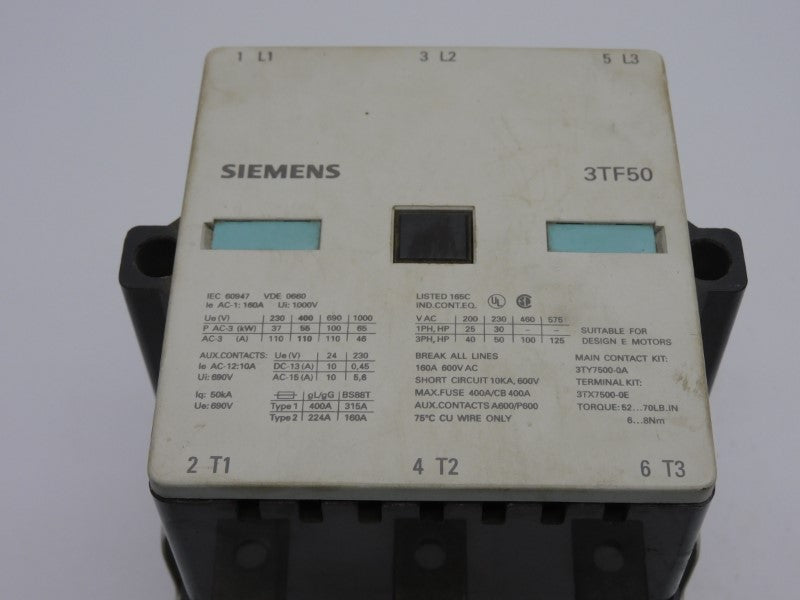 1 L1 3 L2 5 L3
SIEMENS 3TF50
IEC 60947 VDE 0660
Ie AC-1: 160A Ui: 1000V
Ue (V) 230 400 690 1000
P AC-3 (kW) 37 55 100 65
AC-3 (A) 110 110 110 46
AUX.CONTACTS: Ue (V) 24 230
Ie AC-12:10A DC-13 (A) 10 0,45
Ui: 690V AC-15 (A) 10 5,6
Iq: 50kA gL/gG BS88T
Ue: 690V Type 1 400A 315A
Type 2 224A 160A
LISTED 165C
IND.CONT.EQ. UL SA
V AC 200 230 460 575
1PH, HP 25 30 – –
3PH, HP 40 50 100 125
BREAK ALL LINES
160A 600V AC
SHORT CIRCUIT 10KA, 600V
MAX.FUSE 400A/CB 400A
AUX.CONTACTS A600/P600
75°C CU WIRE ONLY
SUITABLE FOR
DESIGN E MOTORS
MAIN CONTACT KIT:
3TY7500-0A
TERMINAL KIT:
3TX7500-0E
TORQUE: 52...70LB.IN
6...8Nm
2 T1 4 T2 6 T3